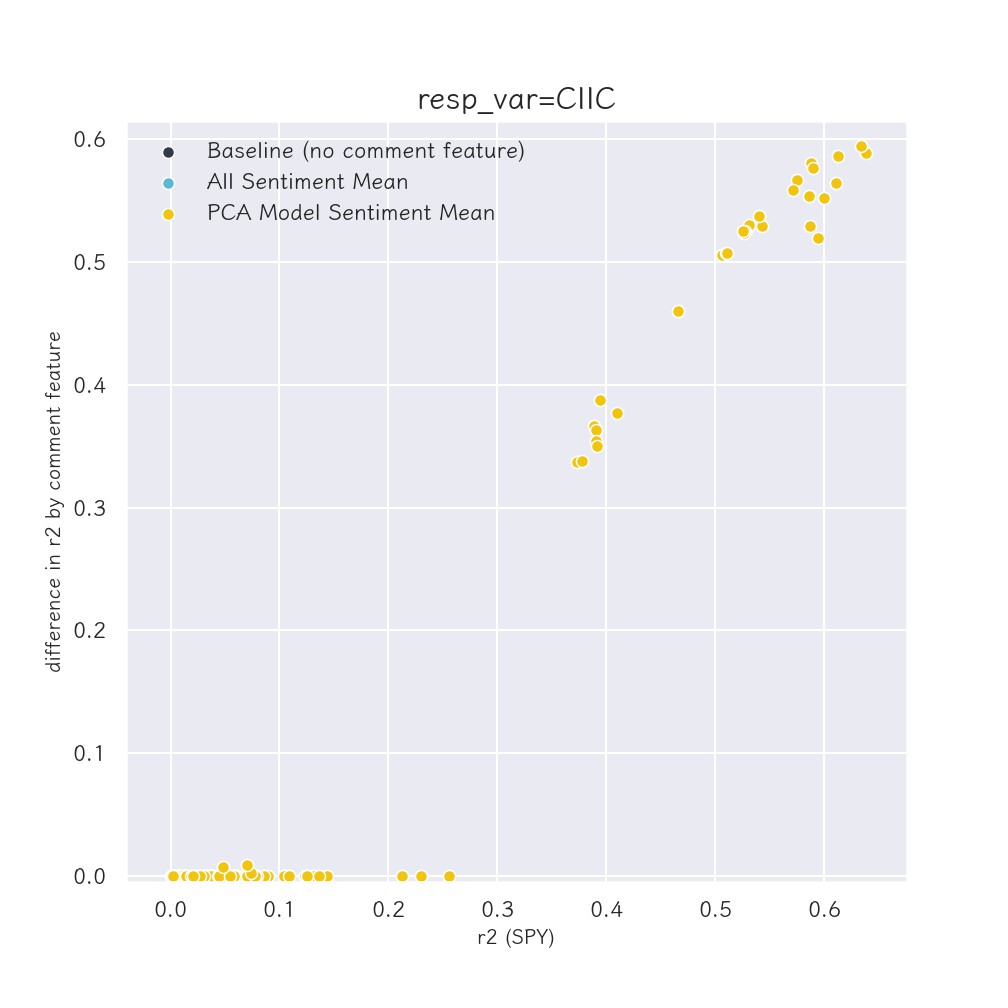 resp_var=CIIC
Baseline (no comment feature)
All Sentiment Mean
PCA Model Sentiment Mean
difference in r2 by comment feature
0.6
0.5
0.4
0.3
0.2
0.1
0.0
0.0 0.1 0.2 0.3 0.4 0.5 0.6
r2 (SPY)